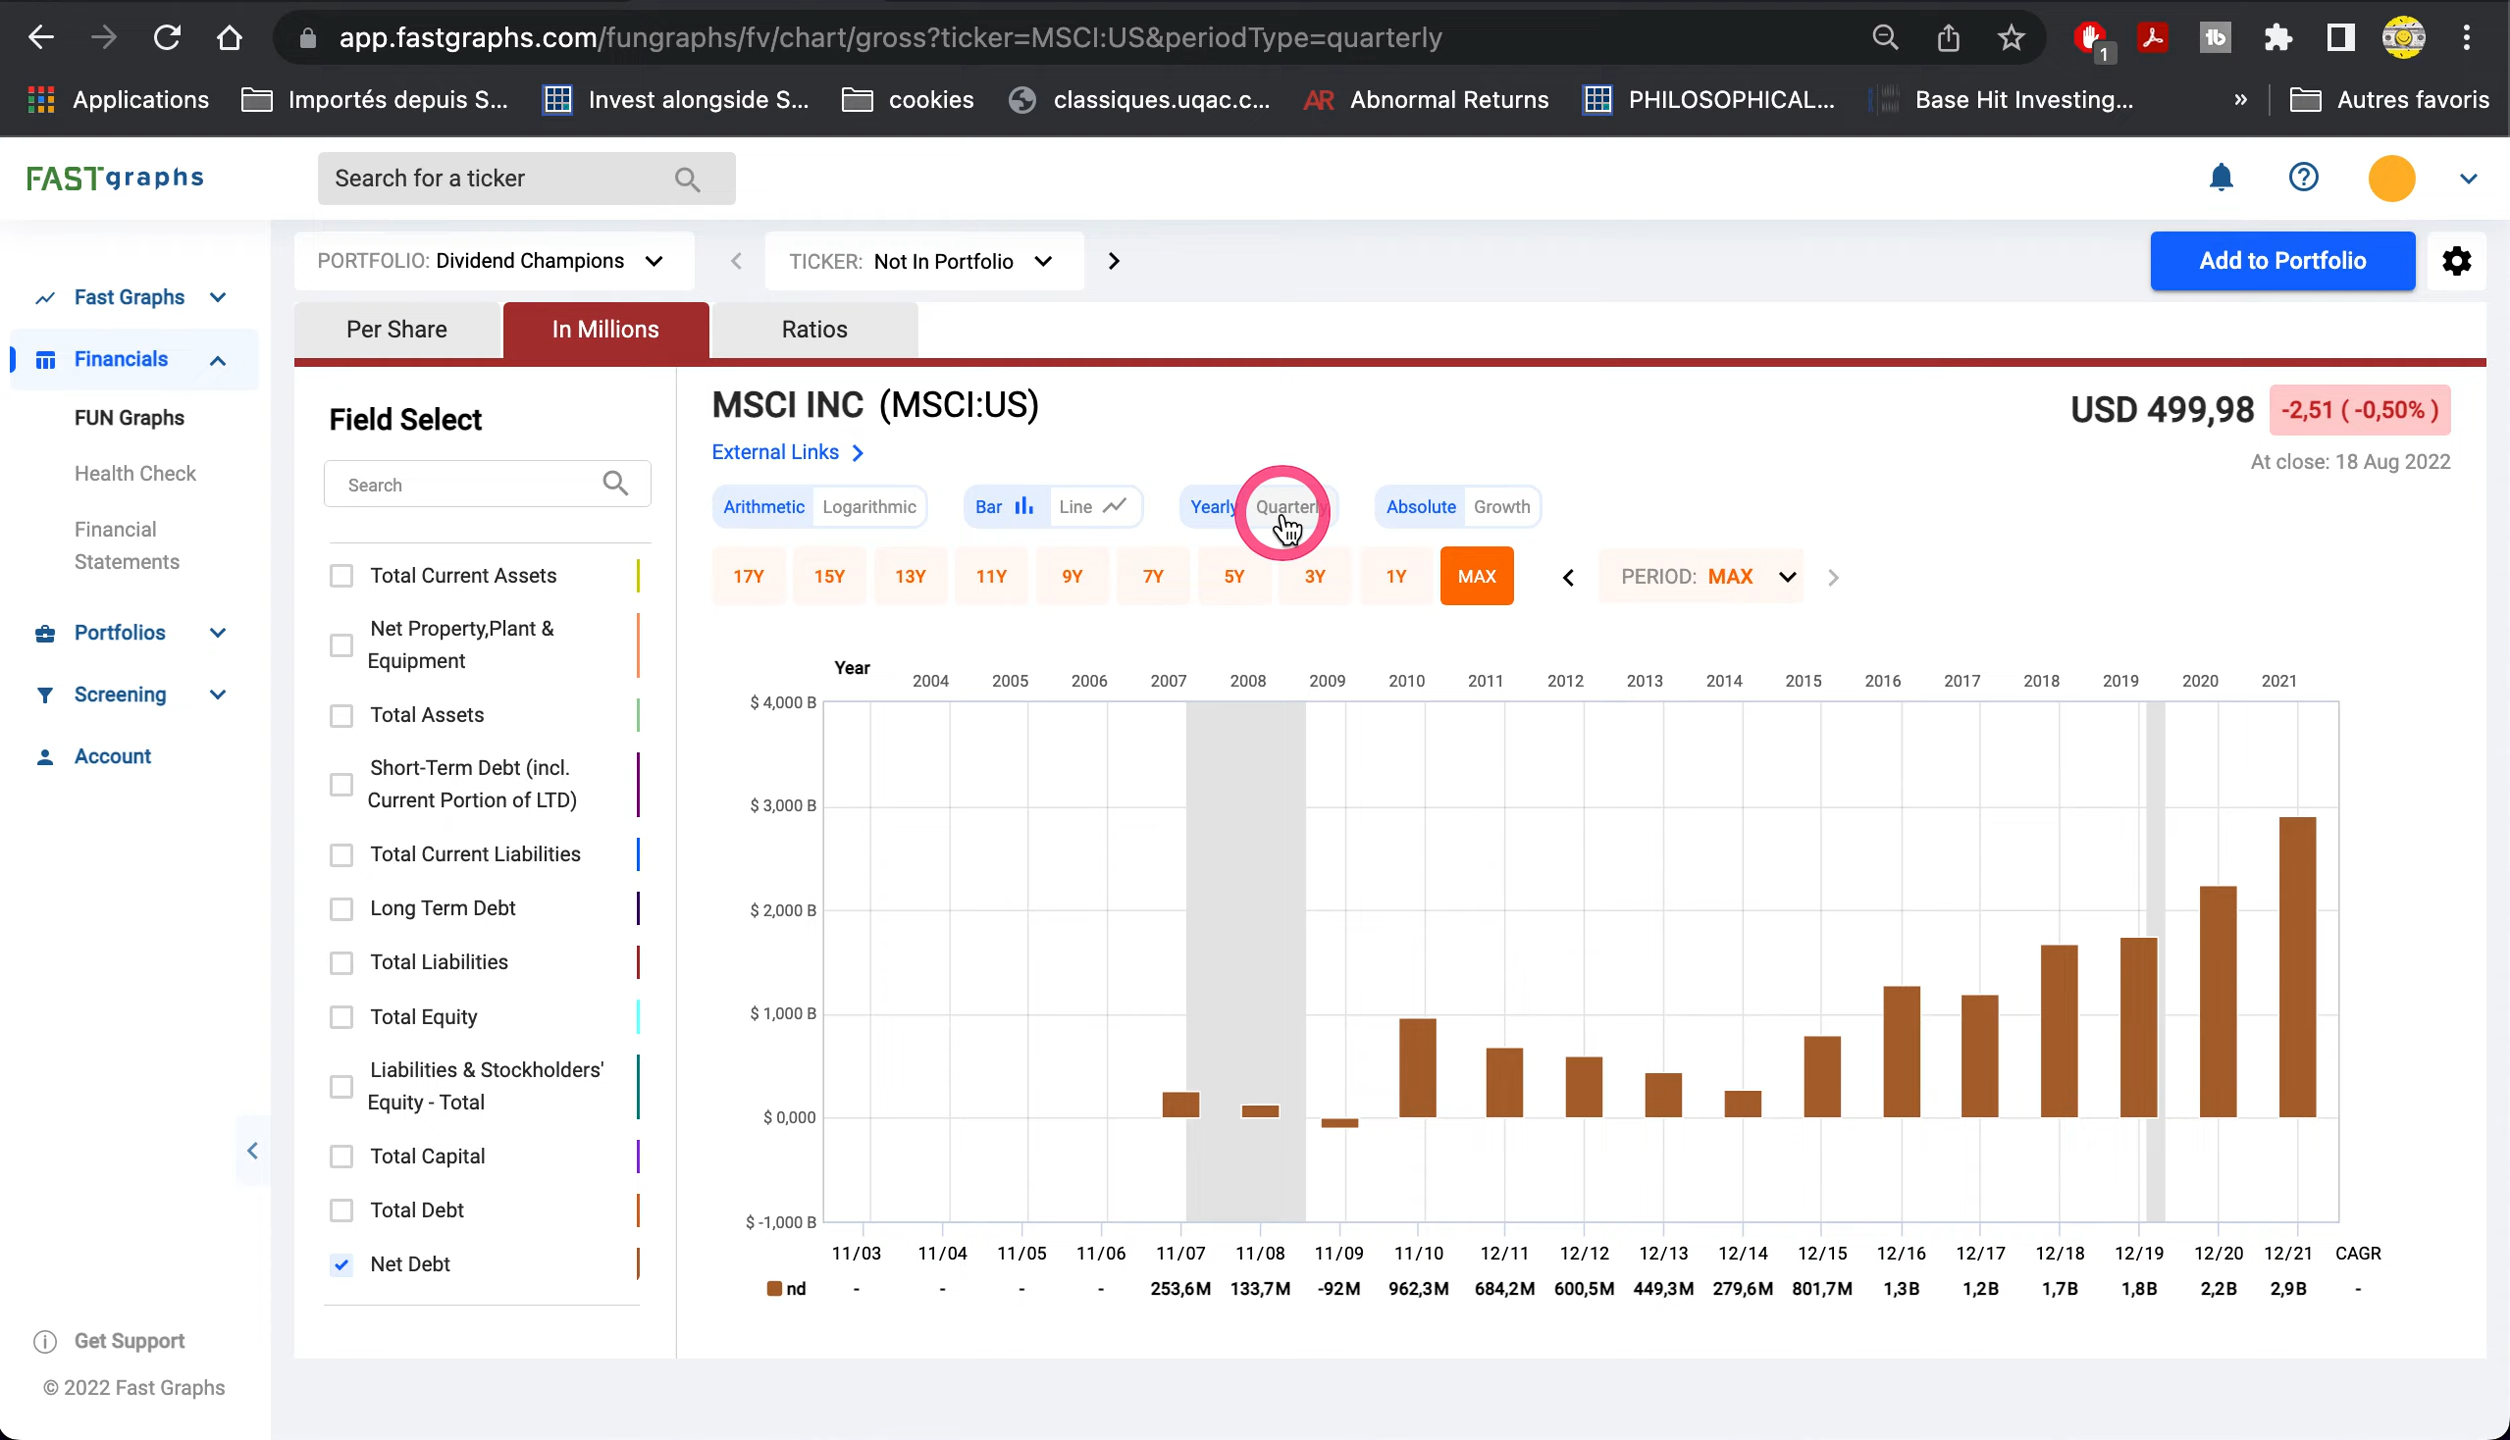 app.fastgraphs.com/fungraphs/fv/chart/gross?ticker=MSCI:US&periodType=quarterly
1
Applications
Importés depuis S...
Invest alongside S...
cookies
classiques.uqac.c...
AR Abnormal Returns
PHILOSOPHICAL...
Base Hit Investing...
»
Autres favoris
FASTgraphs
Search for a ticker
PORTFOLIO: Dividend Champions
TICKER: Not In Portfolio
Add to Portfolio
Fast Graphs
Financials
FUN Graphs
Health Check
Financial
Statements
Portfolios
Screening
Account
Get Support
© 2022 Fast Graphs
Per Share
In Millions
Ratios
Field Select
Search
Total Current Assets
Net Property,Plant &
Equipment
Total Assets
Short-Term Debt (incl.
Current Portion of LTD)
Total Current Liabilities
Long Term Debt
Total Liabilities
Total Equity
Liabilities & Stockholders'
Equity - Total
Total Capital
Total Debt
Net Debt
MSCI INC (MSCI:US)
External Links
USD 499,98
-2,51 ( -0,50% )
At close: 18 Aug 2022
Arithmetic Logarithmic
Bar Line
Yearly Quarterly
Absolute Growth
17Y 15Y 13Y 11Y 9Y 7Y 5Y 3Y 1Y MAX
PERIOD: MAX
Year 2004 2005 2006 2007 2008 2009 2010 2011 2012 2013 2014 2015 2016 2017 2018 2019 2020 2021
$ 4,000 B
$ 3,000 B
$ 2,000 B
$ 1,000 B
$ 0,000
$ -1,000 B
11/03 11/04 11/05 11/06 11/07 11/08 11/09 11/10 12/11 12/12 12/13 12/14 12/15 12/16 12/17 12/18 12/19 12/20 12/21 CAGR
nd - - - - 253,6M 133,7M -92M 962,3M 684,2M 600,5M 449,3M 279,6M 801,7M 1,3B 1,2B 1,7B 1,8B 2,2B 2,9B -